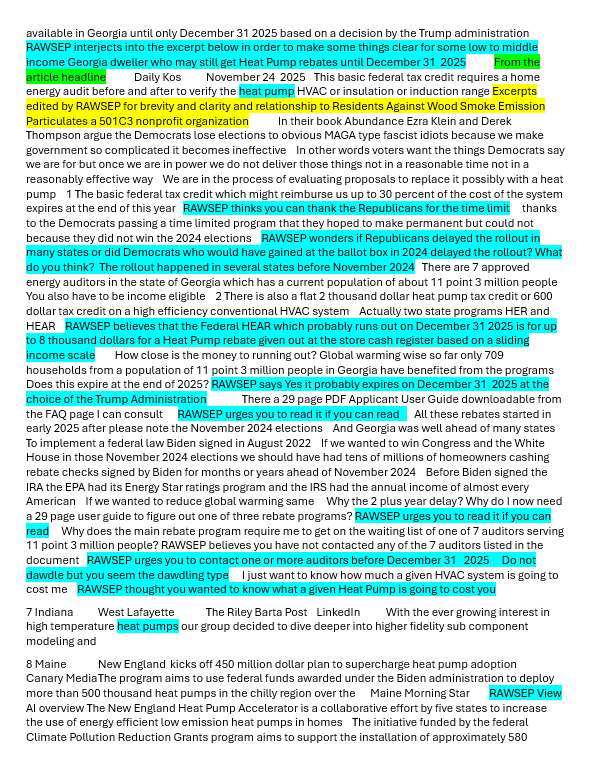 available in Georgia until only December 31 2025 based on a decision by the Trump administration
RAWSEP interjects into the excerpt below in order to make some things clear for some low to middle
income Georgia dweller who may still get Heat Pump rebates until December 31 2025 From the
article headline Daily Kos November 24 2025 This basic federal tax credit requires a home
energy audit before and after to verify the heat pump HVAC or insulation or induction range Excerpts
edited by RAWSEP for brevity and clarity and relationship to Residents Against Wood Smoke Emission
Particulates a 501C3 nonprofit organization In their book Abundance Ezra Klein and Derek
Thompson argue the Democrats lose elections to obvious MAGA type fascist idiots because we make
government so complicated it becomes ineffective In other words voters want the things Democrats say
we are for but once we are in power we do not deliver those things not in a reasonable time not in a
reasonably effective way We are in the process of evaluating proposals to replace it possibly with a heat
pump 1 The basic federal tax credit which might reimburse us up to 30 percent of the cost of the system
expires at the end of this year RAWSEP thinks you can thank the Republicans for the time limit thanks
to the Democrats passing a time limited program that they hoped to make permanent but could not
because they did not win the 2024 elections RAWSEP wonders if Republicans delayed the rollout in
many states or did Democrats who would have gained at the ballot box in 2024 delayed the rollout? What
do you think? The rollout happened in several states before November 2024 There are 7 approved
energy auditors in the state of Georgia which has a current population of about 11 point 3 million people
You also have to be income eligible 2 There is also a flat 2 thousand dollar heat pump tax credit or 600
dollar tax credit on a high efficiency conventional HVAC system Actually two state programs HER and
HEAR RAWSEP believes that the Federal HEAR which probably runs out on December 31 2025 is for up
to 8 thousand dollars for a Heat Pump rebate given out at the store cash register based on a sliding
income scale How close is the money to running out? Global warming wise so far only 709
households from a population of 11 point 3 million people in Georgia have benefited from the programs
Does this expire at the end of 2025? RAWSEP says Yes it probably expires on December 31 2025 at the
choice of the Trump Administration There a 29 page PDF Applicant User Guide downloadable from
the FAQ page I can consult RAWSEP urges you to read it if you can read All these rebates started in
early 2025 after please note the November 2024 elections And Georgia was well ahead of many states
To implement a federal law Biden signed in August 2022 If we wanted to win Congress and the White
House in those November 2024 elections we should have had tens of millions of homeowners cashing
rebate checks signed by Biden for months or years ahead of November 2024 Before Biden signed the
IRA the EPA had its Energy Star ratings program and the IRS had the annual income of almost every
American If we wanted to reduce global warming same Why the 2 plus year delay? Why do I now need
a 29 page user guide to figure out one of three rebate programs? RAWSEP urges you to read it if you can
read Why does the main rebate program require me to get on the waiting list of one of 7 auditors serving
11 point 3 million people? RAWSEP believes you have not contacted any of the 7 auditors listed in the
document RAWSEP urges you to contact one or more auditors before December 31 2025 Do not
dawdle but you seem the dawdling type I just want to know how much a given HVAC system is going to
cost me RAWSEP thought you wanted to know what a given Heat Pump is going to cost you
7 Indiana West Lafayette The Riley Barta Post LinkedIn With the ever growing interest in
high temperature heat pumps our group decided to dive deeper into higher fidelity sub component
modeling and
8 Maine New England kicks off 450 million dollar plan to supercharge heat pump adoption
Canary MediaThe program aims to use federal funds awarded under the Biden administration to deploy
more than 500 thousand heat pumps in the chilly region over the Maine Morning Star RAWSEP View
AI overview The New England Heat Pump Accelerator is a collaborative effort by five states to increase
the use of energy efficient low emission heat pumps in homes The initiative funded by the federal
Climate Pollution Reduction Grants program aims to support the installation of approximately 580